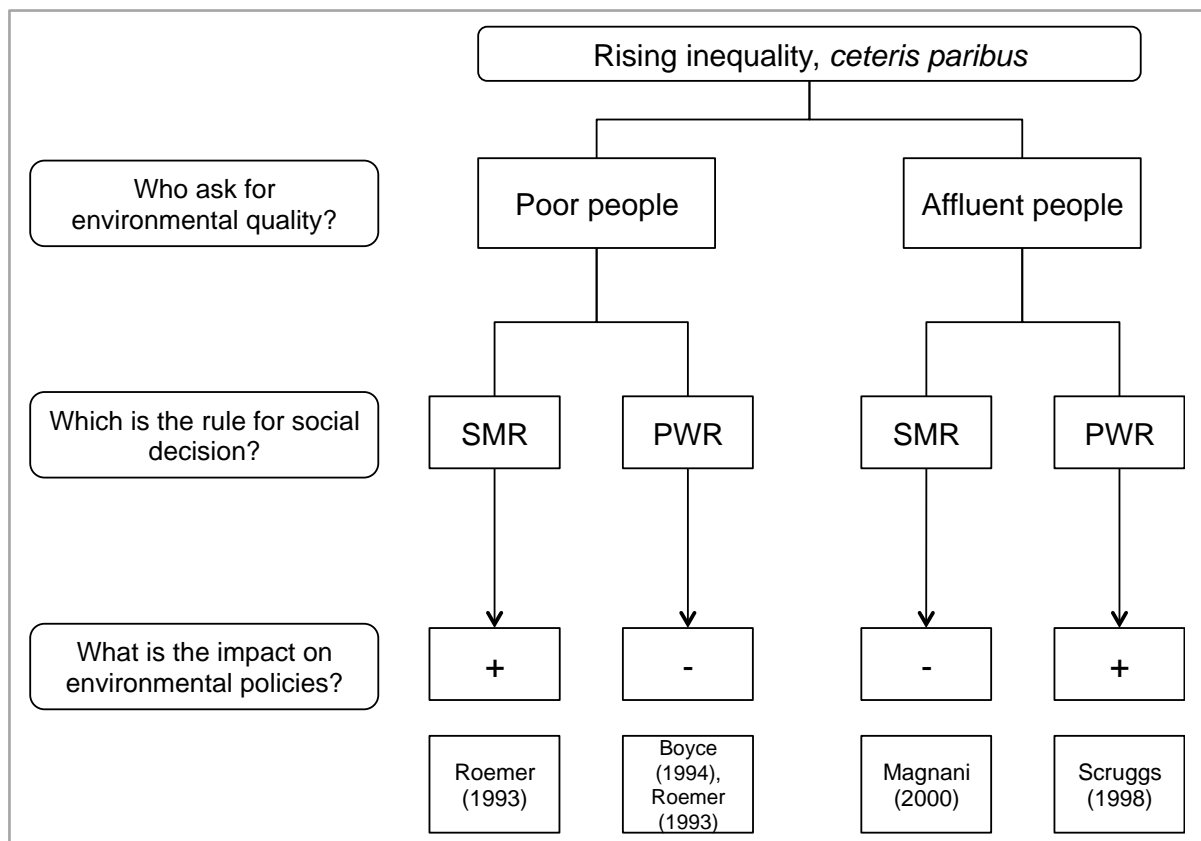 Rising inequality, ceteris paribus
Who ask for
environmental quality?
Poor people
Affluent people
Which is the rule for social
decision?
SMR
PWR
SMR
PWR
What is the impact on
environmental policies?
+
-
-
+
Roemer
(1993)
Boyce
(1994),
Roemer
(1993)
Magnani
(2000)
Scruggs
(1998)